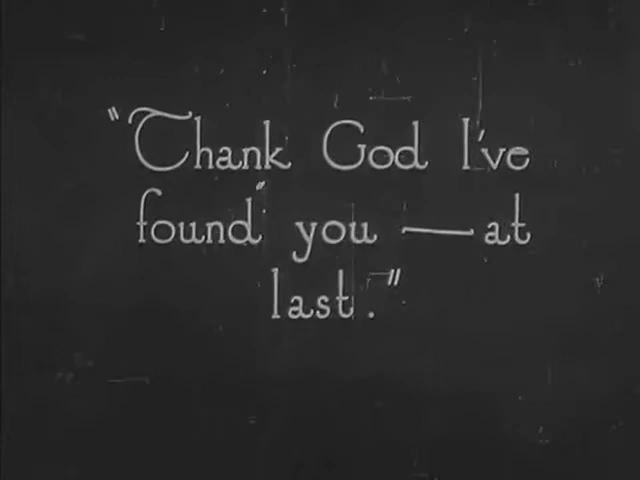 "Thank God I've
found you — at
last."